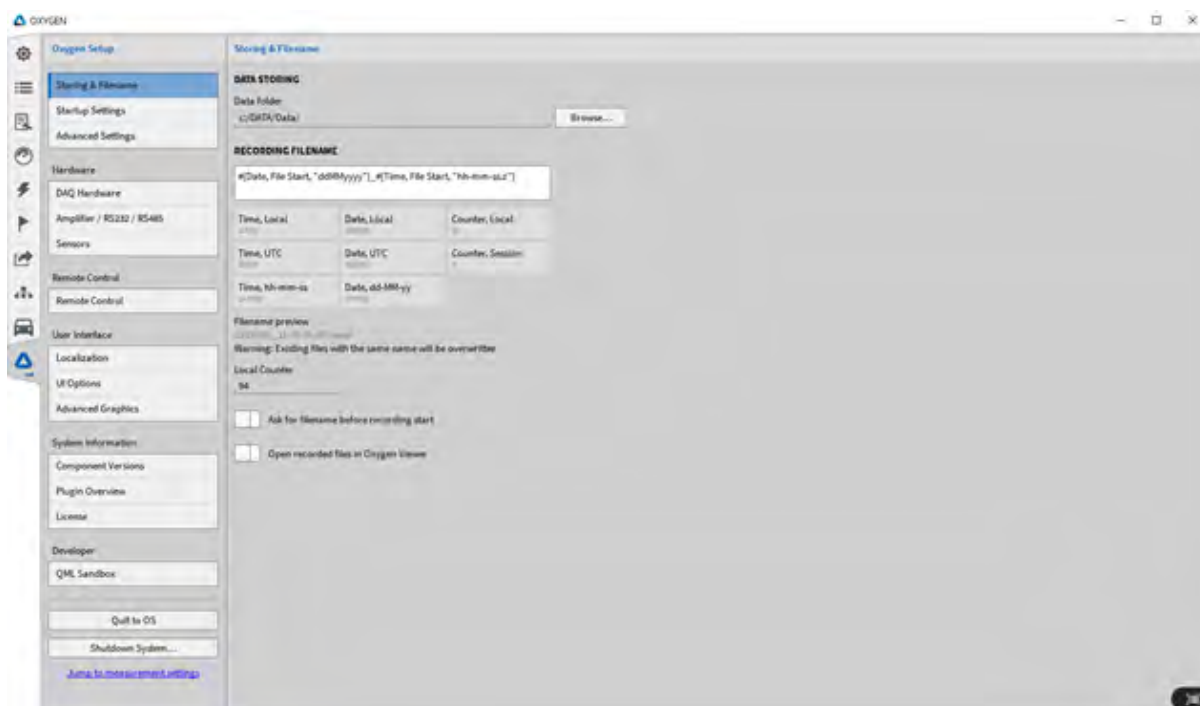 OXYGEN
Oxygen Setup
Storing & Filename
Startup Settings
Advanced Settings
Hardware
DAQ Hardware
Amplifier / RS232 / RS485
Sensors
Remote Control
Remote Control
User Interface
Localization
UI Options
Advanced Graphics
System Information
Component Versions
Plugin Overview
License
Developer
QML Sandbox
Quit to OS
Shutdown System...
Jump to measurement settings
Storing & Filename
DATA STORING
Data folder
c:/DATA/Data/
Browse...
RECORDING FILENAME
#{Date, File Start, "ddMMyyyy"}_#{Time, File Start, "hh-mm-ss.z"}
Time, Local
Date, Local
Counter, Local
Time, UTC
Date, UTC
Counter, Session
Time, hh-mm-ss
Date, dd-MM-yy
Filename preview
Warning: Existing files with the same name will be overwritten
Local Counter
94
Ask for filename before recording start
Open recorded files in Oxygen Viewer